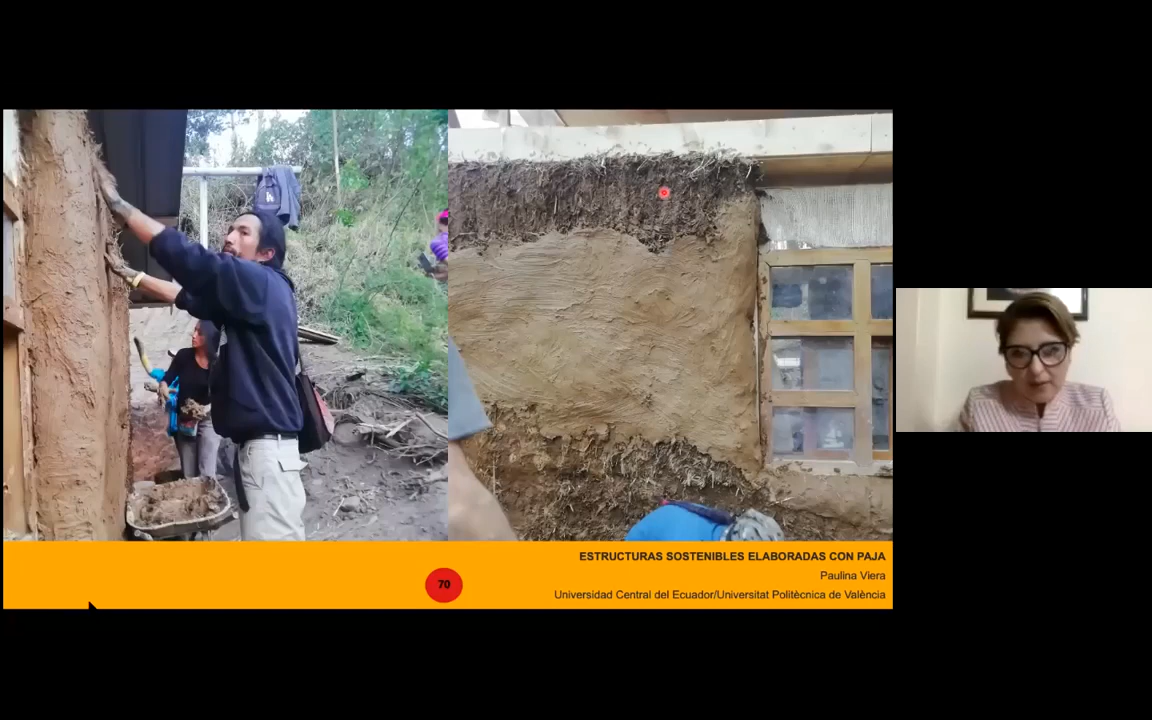 70
ESTRUCTURAS SOSTENIBLES ELABORADAS CON PAJA
Paulina Viera
Universidad Central del Ecuador/Universitat Politècnica de València